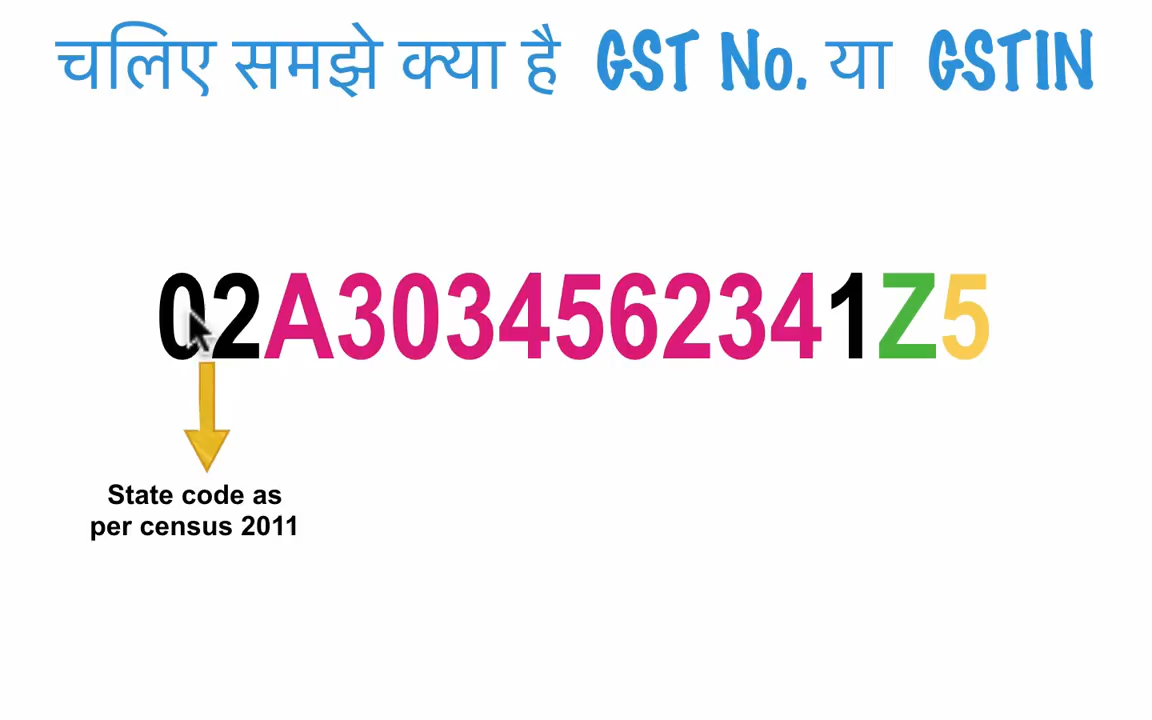 चलिए समझे क्या है GST No. या GSTIN
02A3034562341Z5
State code as
per census 2011